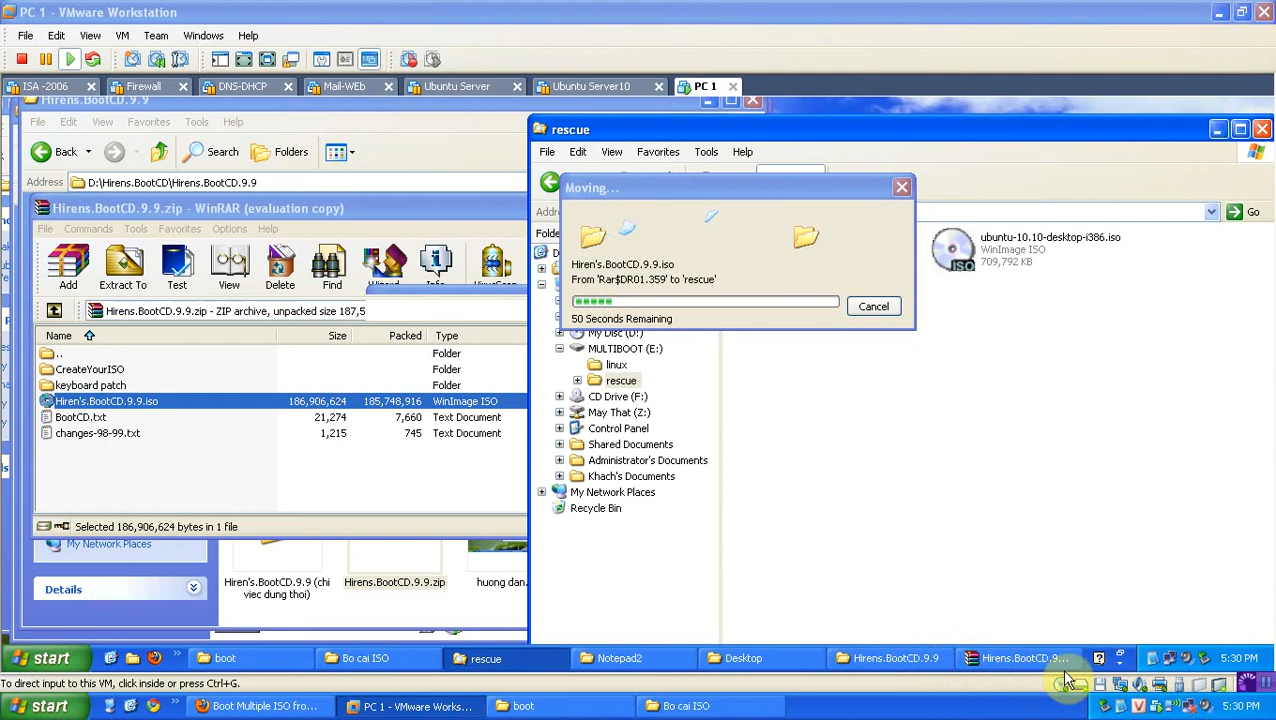 PC 1 - VMware Workstation
File Edit View VM Team Windows Help
ISA -2006 Firewall DNS-DHCP Mail-WEb Ubuntu Server Ubuntu Server10 PC 1
Hirens.BootCD.9.9
File Edit View Favorites Tools Help
Back Search Folders
Address D:\Hirens.BootCD\Hirens.BootCD.9.9
Hirens.BootCD.9.9.zip - WinRAR (evaluation copy)
File Commands Tools Favorites Options Help
Add Extract To Test View Delete Find Wizard Info VirusScan
Hirens.BootCD.9.9.zip - ZIP archive, unpacked size 187,5
Name Size Packed Type
.. Folder
CreateYourISO Folder
keyboard patch Folder
Hiren's.BootCD.9.9.iso 186,906,624 185,748,916 WinImage ISO
BootCD.txt 21,274 7,660 Text Document
changes-98-99.txt 1,215 745 Text Document
Selected 186,906,624 bytes in 1 file
My Network Places
Details
Hiren's.BootCD.9.9 (chi viec dung thoi)
Hirens.BootCD.9.9.zip
huong dan.
rescue
File Edit View Favorites Tools Help
Go
Moving...
Hiren's.BootCD.9.9.iso
From 'Rar$DR01.359' to 'rescue'
Cancel
50 Seconds Remaining
ubuntu-10.10-desktop-i386.iso
WinImage ISO
709,792 KB
ISO
My Disc (D:)
MULTIBOOT (E:)
linux
rescue
CD Drive (F:)
May That (Z:)
Control Panel
Shared Documents
Administrator's Documents
Khach's Documents
My Network Places
Recycle Bin
start boot Bo cai ISO rescue Notepad2 Desktop Hirens.BootCD.9.9 Hirens.BootCD.9.... 5:30 PM
To direct input to this VM, click inside or press Ctrl+G.
start Boot Multiple ISO fro... PC 1 - VMware Works... boot Bo cai ISO 5:30 PM